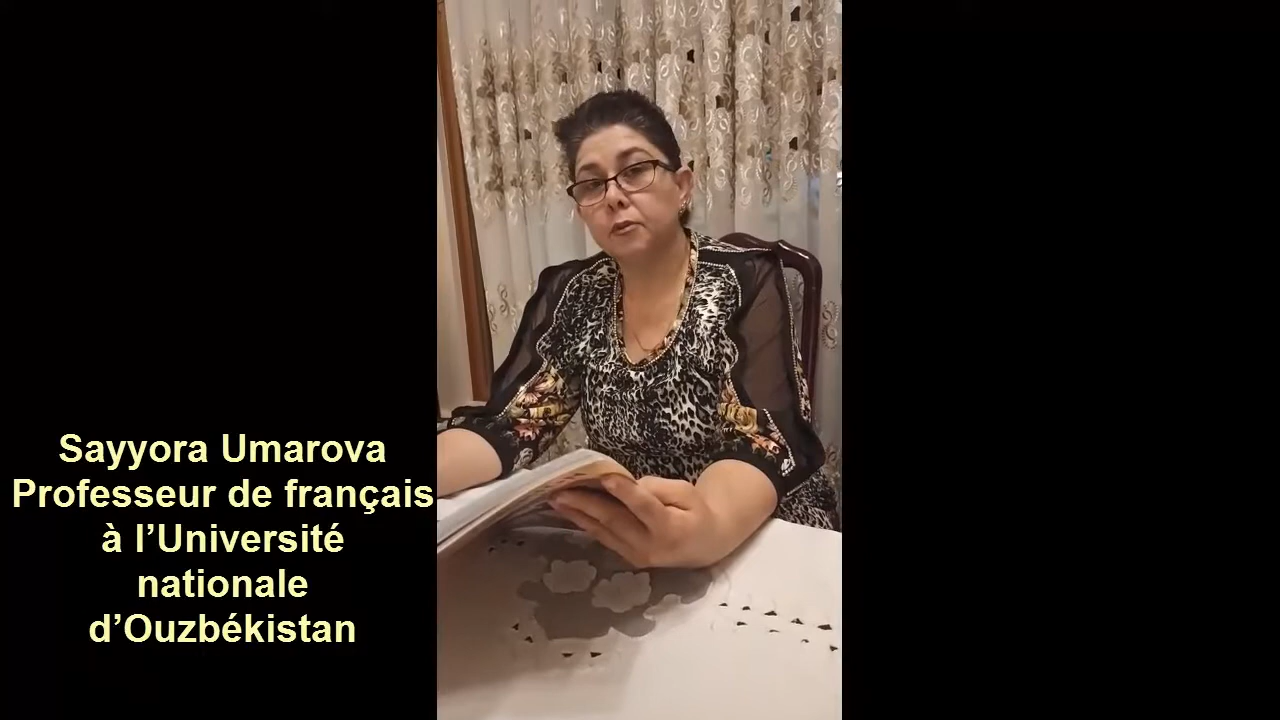 Sayyora Umarova
Professeur de français
à l’Université
nationale
d’Ouzbékistan